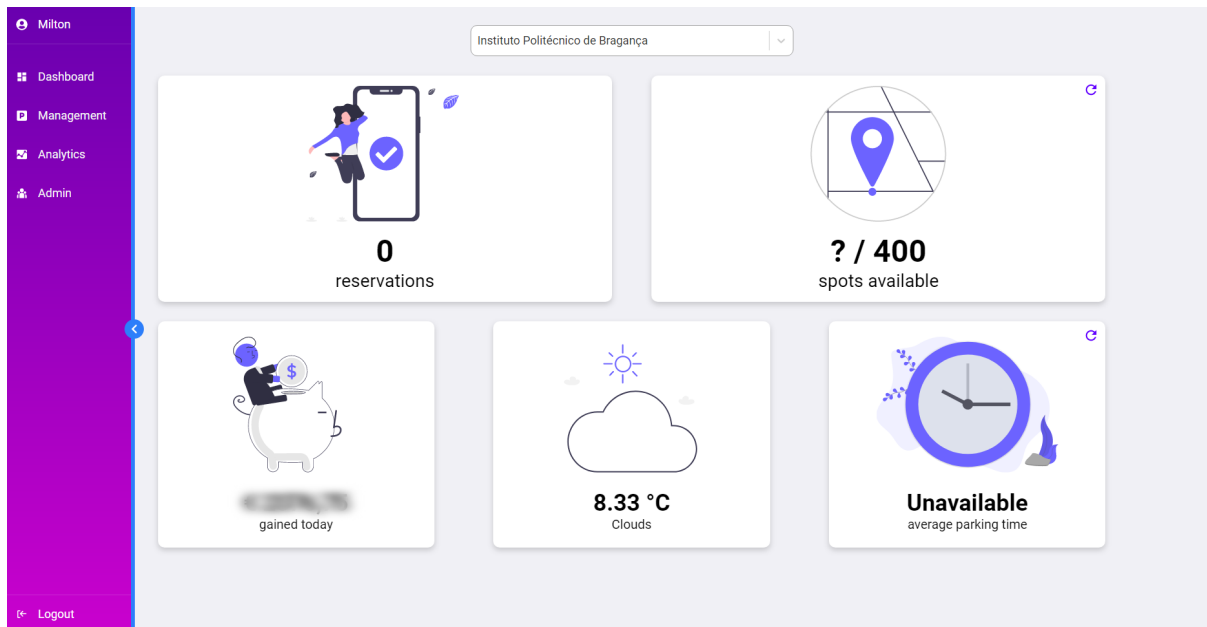 Milton
Dashboard
Management
Analytics
Admin
Logout
Instituto Politécnico de Bragança
0
reservations
? / 400
spots available
$
gained today
8.33 °C
Clouds
Unavailable
average parking time